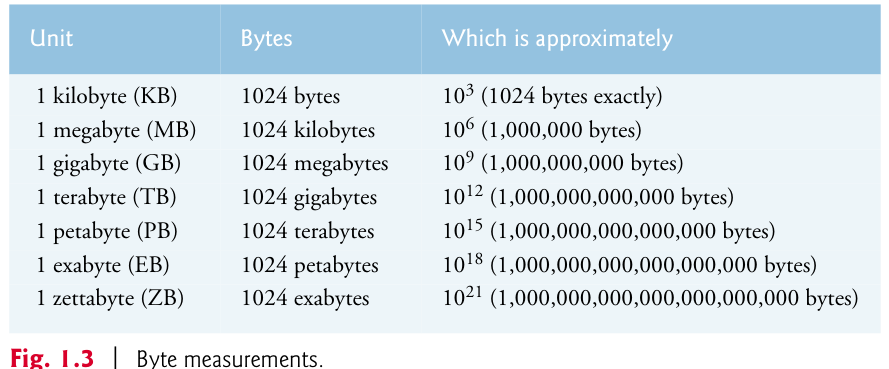 Unit Bytes Which is approximately
1 kilobyte (KB) 1024 bytes 10³ (1024 bytes exactly)
1 megabyte (MB) 1024 kilobytes 10⁶ (1,000,000 bytes)
1 gigabyte (GB) 1024 megabytes 10⁹ (1,000,000,000 bytes)
1 terabyte (TB) 1024 gigabytes 10¹² (1,000,000,000,000 bytes)
1 petabyte (PB) 1024 terabytes 10¹⁵ (1,000,000,000,000,000 bytes)
1 exabyte (EB) 1024 petabytes 10¹⁸ (1,000,000,000,000,000,000 bytes)
1 zettabyte (ZB) 1024 exabytes 10²¹ (1,000,000,000,000,000,000,000 bytes)
Fig. 1.3 | Byte measurements.